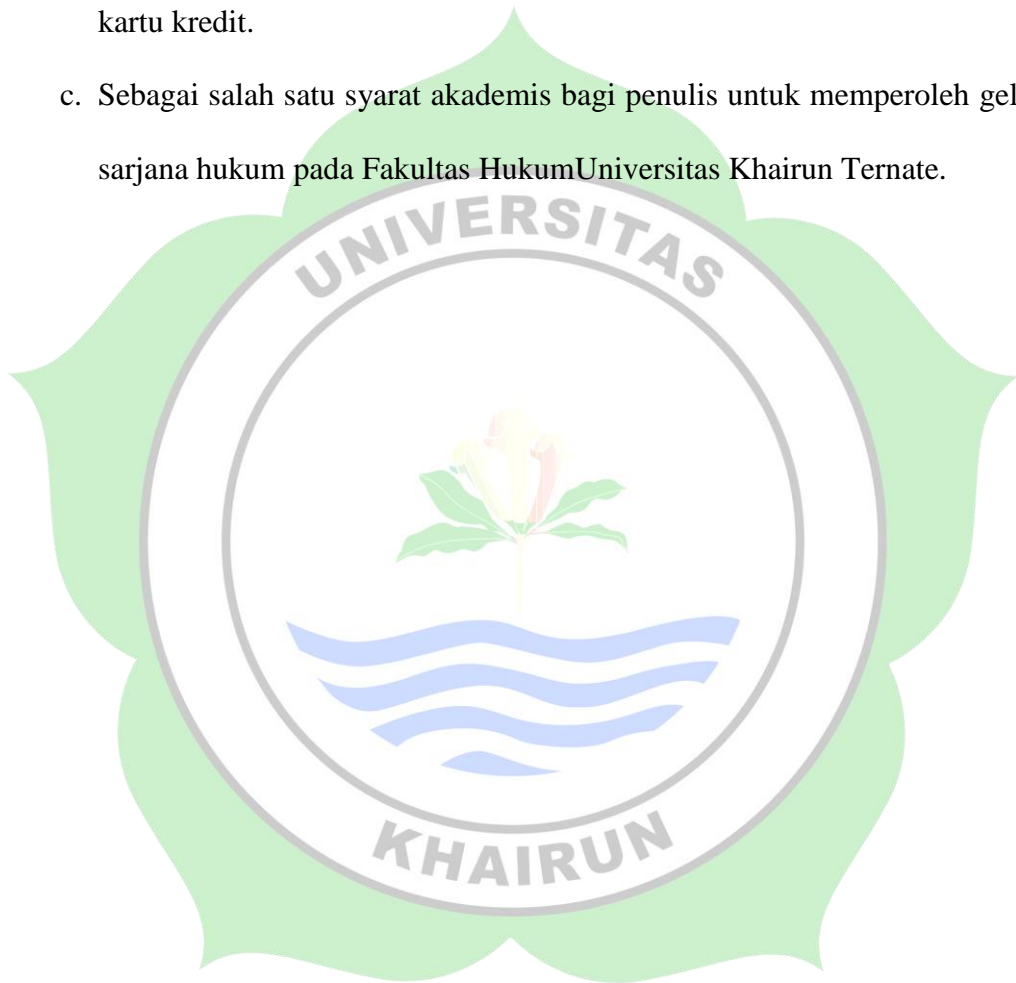 kartu kredit.
c. Sebagai salah satu syarat akademis bagi penulis untuk memperoleh gel
sarjana hukum pada Fakultas HukumUniversitas Khairun Ternate.
UNIVERSITAS
KHAIRUN